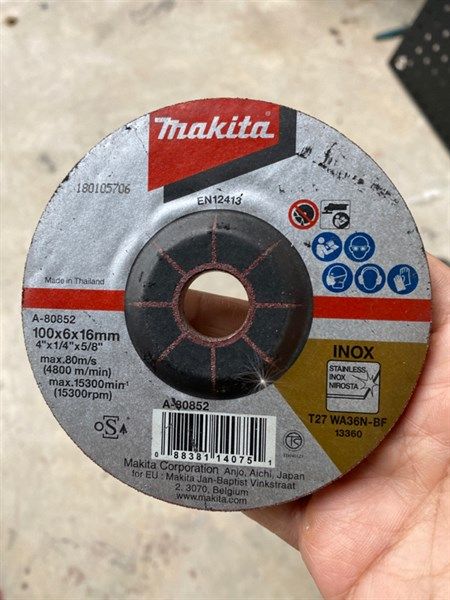 makita
180105706
EN12413
Made in Thailand
A-80852
100x6x16mm
4"x1/4"x5/8"
max.80m/s
(4800 m/min)
max.15300min⁻¹
(15300rpm)
INOX
STAINLESS
INOX
NIROSTA
T27 WA36N-BF
13360
A-80852
0 88381 14075 1
Makita Corporation Anjo, Aichi, Japan
for EU : Makita Jan-Baptist Vinkstraat
2, 3070, Belgium
www.makita.com